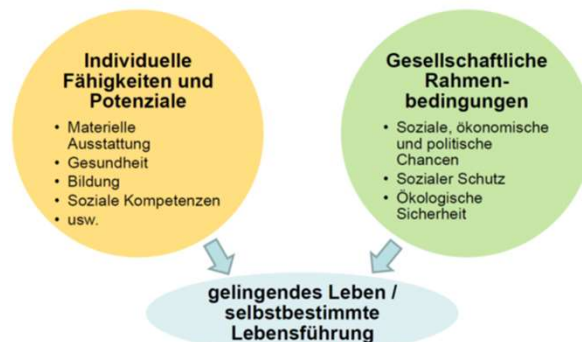 Individuelle
Fähigkeiten und
Potenziale
• Materielle
Ausstattung
• Gesundheit
• Bildung
• Soziale Kompetenzen
• usw.
Gesellschaftliche
Rahmen-
bedingungen
• Soziale, ökonomische
und politische
Chancen
• Sozialer Schutz
• Ökologische
Sicherheit
gelingendes Leben /
selbstbestimmte
Lebensführung